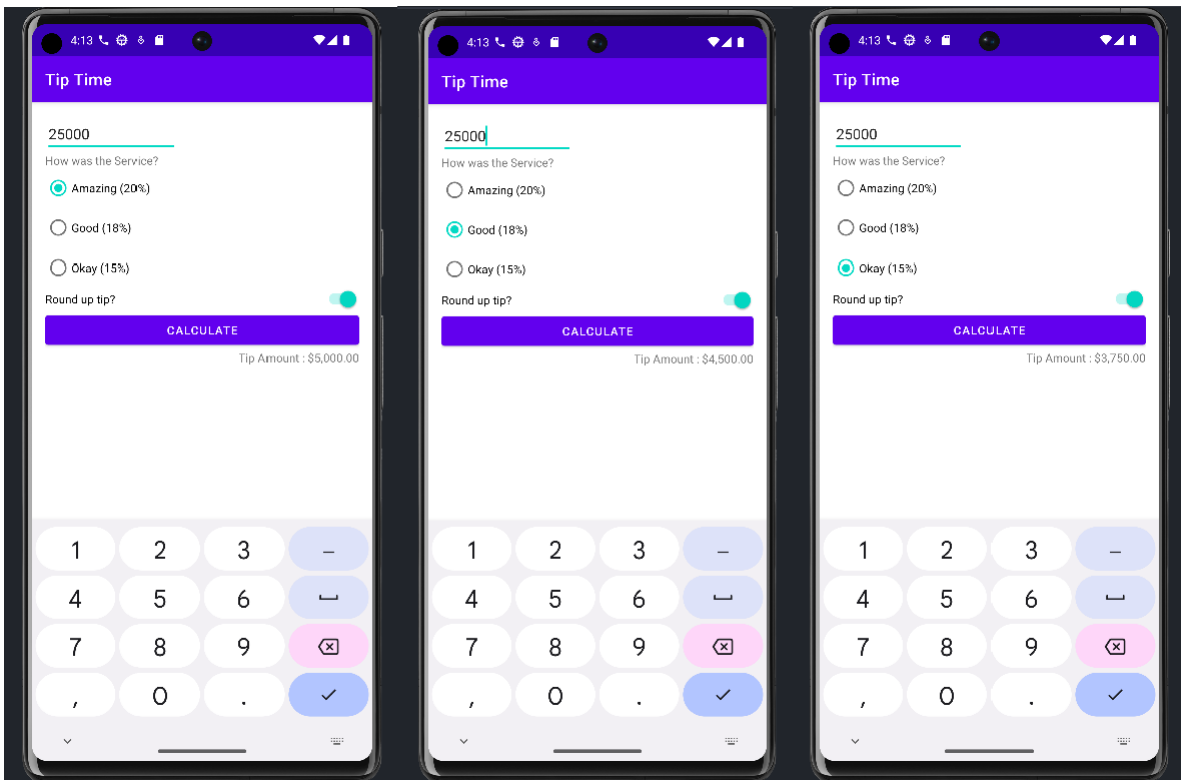 4:13
Tip Time
25000
How was the Service?
Amazing (20%)
Good (18%)
Okay (15%)
Round up tip?
CALCULATE
Tip Amount : $5,000.00
1 2 3 –
4 5 6
7 8 9
, 0 .
4:13
Tip Time
25000
How was the Service?
Amazing (20%)
Good (18%)
Okay (15%)
Round up tip?
CALCULATE
Tip Amount : $4,500.00
1 2 3 –
4 5 6
7 8 9
, 0 .
4:13
Tip Time
25000
How was the Service?
Amazing (20%)
Good (18%)
Okay (15%)
Round up tip?
CALCULATE
Tip Amount : $3,750.00
1 2 3 –
4 5 6
7 8 9
, 0 .